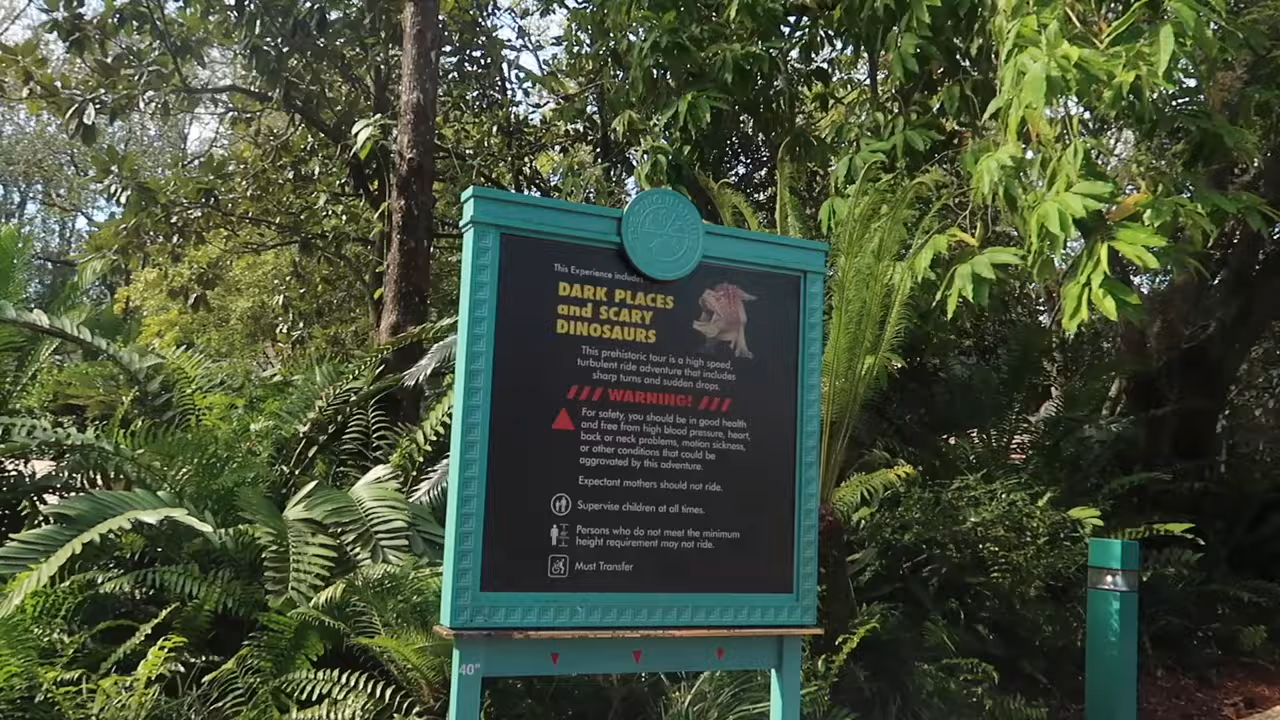 This Experience includes
DARK PLACES
and SCARY
DINOSAURS
This prehistoric tour is a high speed,
turbulent ride adventure that includes
sharp turns and sudden drops.
WARNING!
For safety, you should be in good health
and free from high blood pressure, heart,
back or neck problems, motion sickness,
or other conditions that could be
aggravated by this adventure.
Expectant mothers should not ride.
Supervise children at all times.
Persons who do not meet the minimum
height requirement may not ride.
Must Transfer
40"